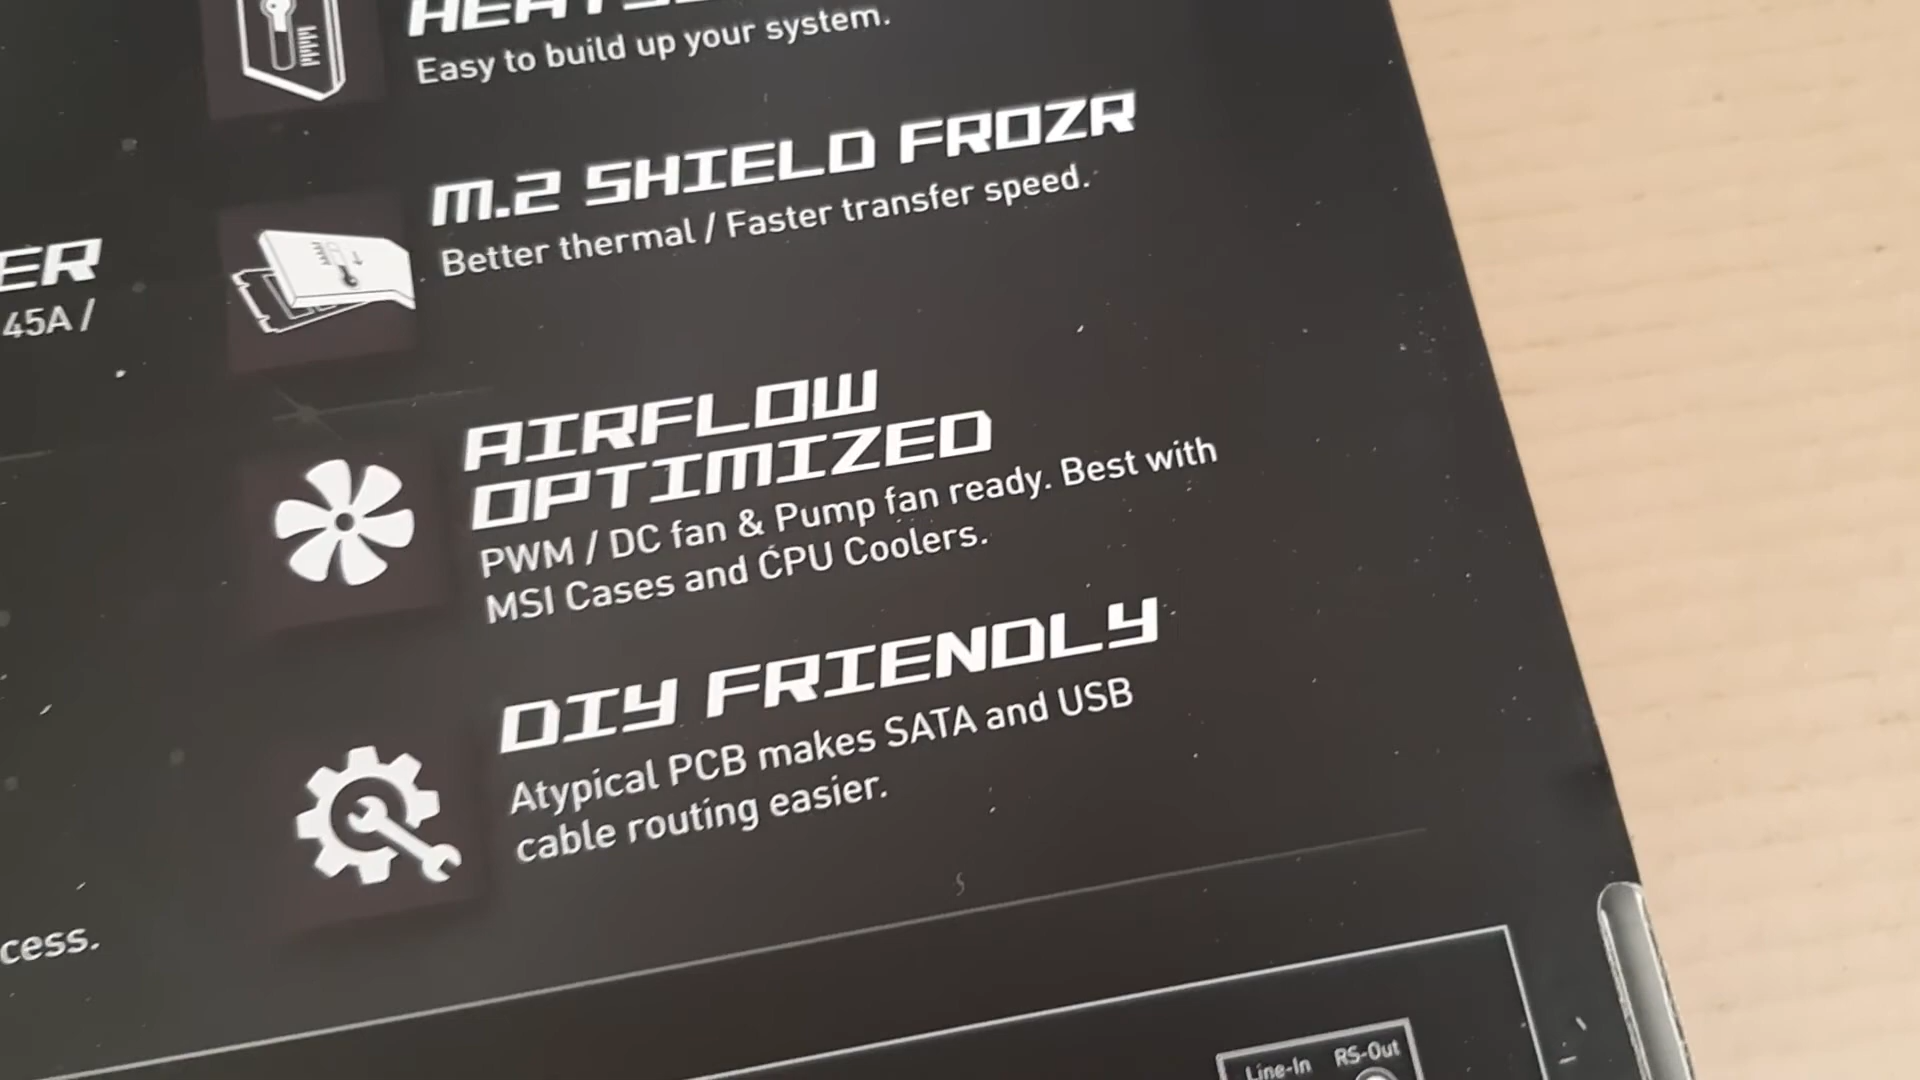 Easy to build up your system.
M.2 SHIELD FROZR
Better thermal / Faster transfer speed.
ER
45A /
AIRFLOW
OPTIMIZED
PWM / DC fan & Pump fan ready. Best with
MSI Cases and CPU Coolers.
DIY FRIENDLY
Atypical PCB makes SATA and USB
cable routing easier.
cess.
Line-In RS-Out